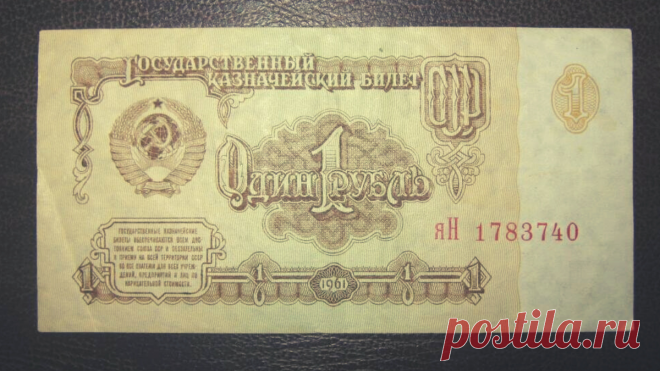 Государственный
казначейский билет
СССР
1
Один 1 рубль
яН 1783740
ГОСУДАРСТВЕННЫЕ КАЗНАЧЕЙСКИЕ
БИЛЕТЫ ОБЕСПЕЧИВАЮТСЯ ВСЕМ ДОС-
ТОЯНИЕМ СОЮЗА ССР И ОБЯЗАТЕЛЬНЫ
К ПРИЕМУ НА ВСЕЙ ТЕРРИТОРИИ СССР
ВО ВСЕ ПЛАТЕЖИ ДЛЯ ВСЕХ УЧРЕЖ-
ДЕНИЙ, ПРЕДПРИЯТИЙ И ЛИЦ ПО
НАРИЦАТЕЛЬНОЙ СТОИМОСТИ.
1 1 1961 1 1
postila.ru